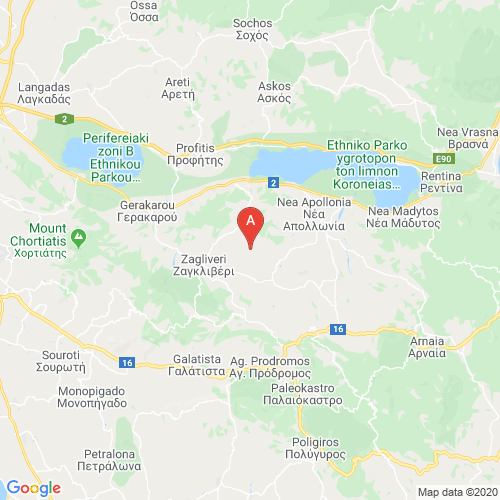 Ossa
Όσσα
Sochos
Σοχός
Langadas
Λαγκαδάς
Areti
Αρετή
Askos
Ασκός
2
Perifereiaki
zoni B
Ethnikou
Parkou...
Profitis
Προφήτης
Ethniko Parko
ygrotopon
ton limnon
Koroneias...
Nea Vrasna
Νέα
Βρασνά
E90
Rentina
Ρεντίνα
2
Gerakarou
Γερακαρού
Nea Apollonia
Νέα
Απολλωνία
Nea Madytos
Νέα Μάδυτος
A
Mount
Chortiatis
Χορτιάτης
Zagliveri
Ζαγκλιβέρι
16
Arnaia
Αρναία
Souroti
Σουρωτή
16
Galatista
Γαλάτιστα
Ag. Prodromos
Αγ. Πρόδρομος
Monopigado
Μονοπήγαδο
Paleokastro
Παλαιόκαστρο
Poligiros
Πολύγυρος
Petralona
Πετράλωνα
Google
Map data ©2020